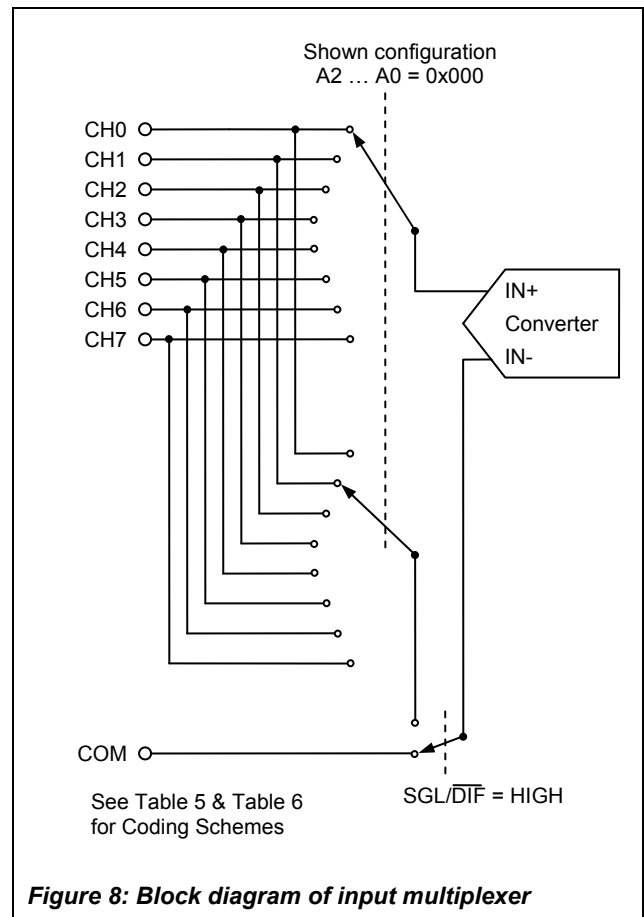 Shown configuration
A2 … A0 = 0x000
CH0
CH1
CH2
CH3
CH4
CH5
CH6
CH7
IN+
Converter
IN-
COM
SGL/D̅I̅F̅ = HIGH
See Table 5 & Table 6
for Coding Schemes
Figure 8: Block diagram of input multiplexer